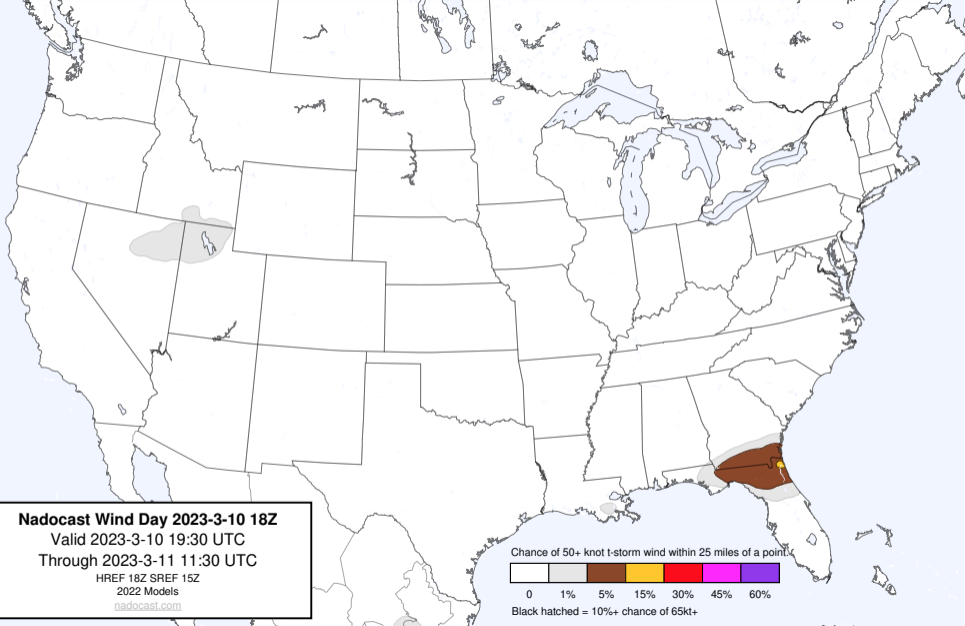 Nadocast Wind Day 2023-3-10 18Z
Valid 2023-3-10 19:30 UTC
Through 2023-3-11 11:30 UTC
HREF 18Z SREF 15Z
2022 Models
nadocast.com
Chance of 50+ knot t-storm wind within 25 miles of a point.
0 1% 5% 15% 30% 45% 60%
Black hatched = 10%+ chance of 65kt+